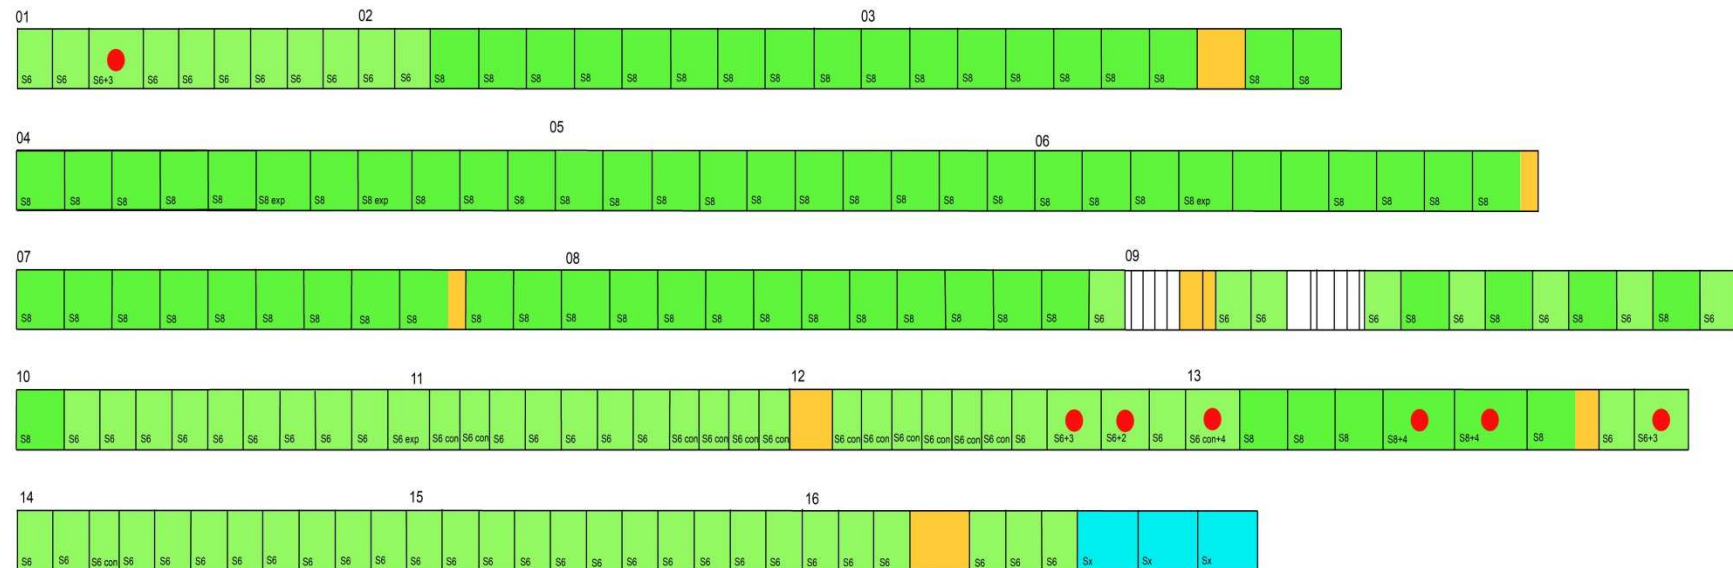 01 02 03
S6 S6 S6+3 S6 S6 S6 S6 S6 S6 S6 S6 S8 S8 S8 S8 S8 S8 S8 S8 S8 S8 S8 S8 S8 S8 S8 S8 S8 S8
04 05 06
S8 S8 S8 S8 S8 S8 exp S8 S8 exp S8 S8 S8 S8 S8 S8 S8 S8 S8 S8 S8 S8 S8 S8 S8 S8 S8 exp S8 S8 S8 S8
07 08 09
S8 S8 S8 S8 S8 S8 S8 S8 S8 S8 S8 S8 S8 S8 S8 S8 S8 S8 S8 S8 S8 S8 S6 S6 S6 S6 S8 S6 S8 S6 S8 S6 S8 S6
10 11 12 13
S8 S6 S6 S6 S6 S6 S6 S6 S6 S6 S6 exp S6 con S6 con S6 S6 S6 S6 S6 S6 con S6 con S6 con S6 con S6 con S6 con S6 con S6 con S6 con S6 con S6 S6+3 S6+2 S6 S6 con+4 S8 S8 S8 S8+4 S8+4 S8 S6 S6+3
14 15 16
S6 S6 S6 con S6 S6 S6 S6 S6 S6 S6 S6 S6 S6 S6 S6 S6 S6 S6 S6 S6 S6 S6 S6 S6 S6 S6 S6 S6 Sx Sx Sx